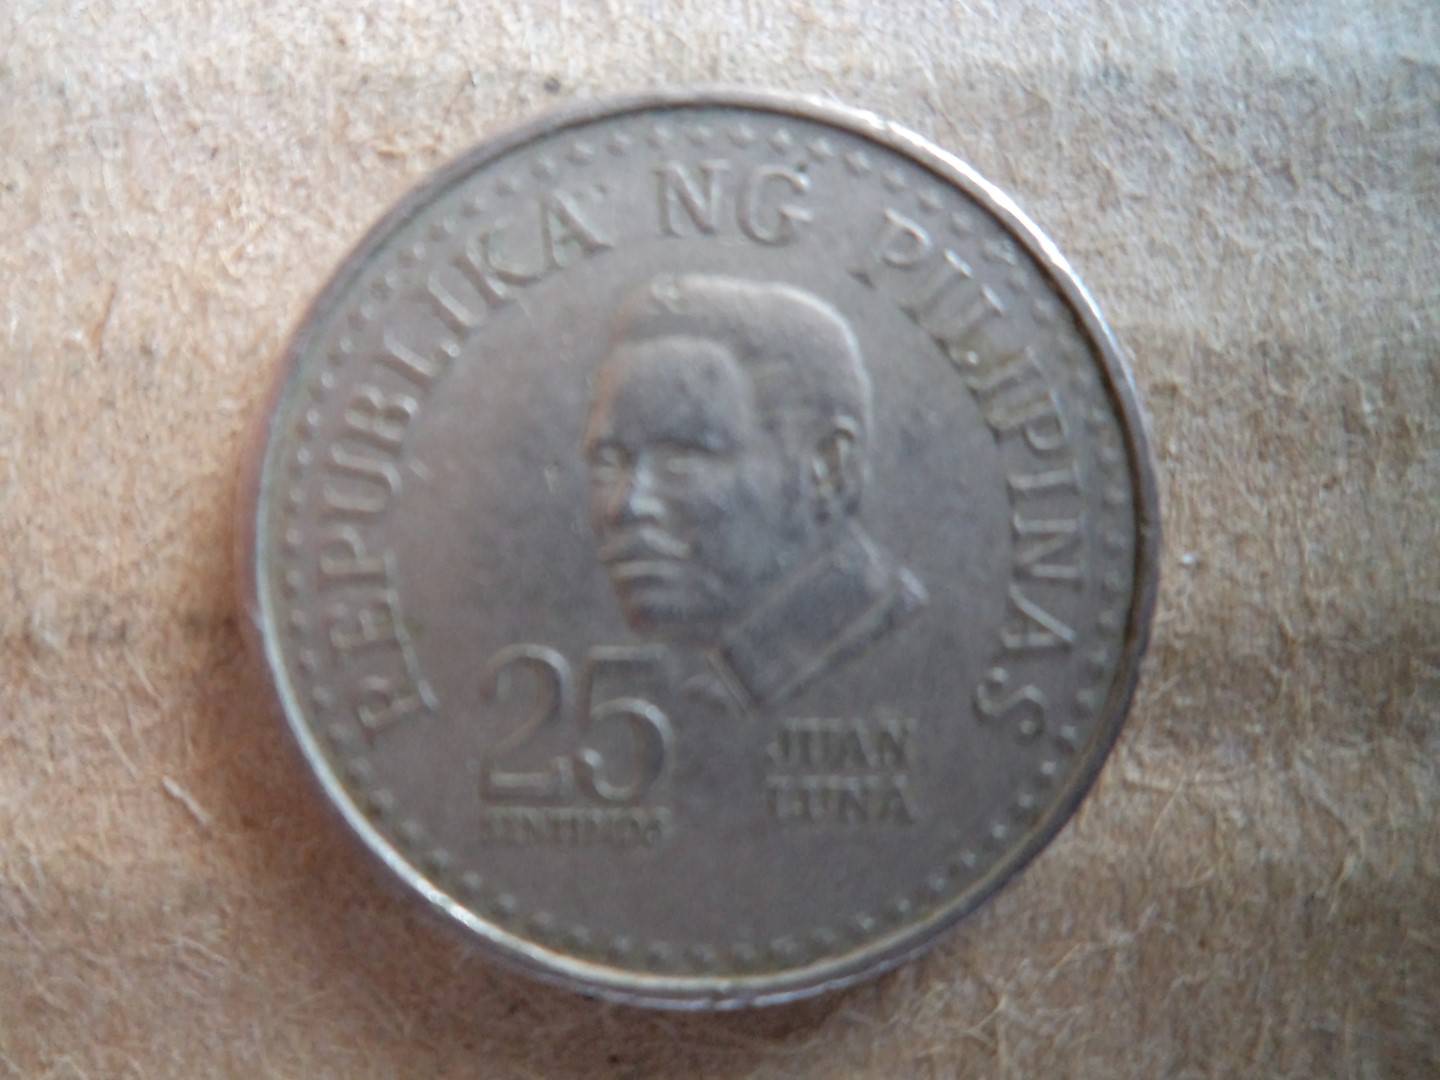 REPUBLIKA NG PILIPINAS
25
SENTIMOS
JUAN
LUNA